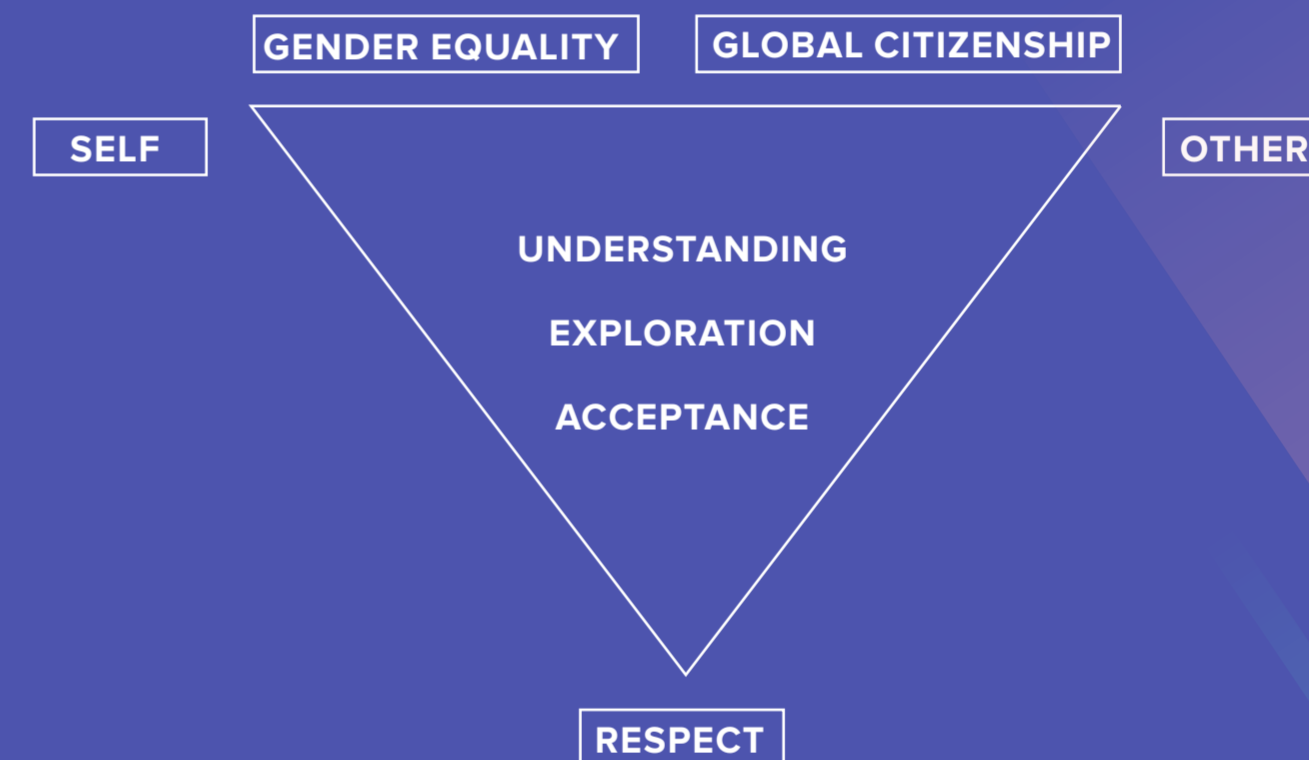 GENDER EQUALITY
GLOBAL CITIZENSHIP
SELF
OTHER
UNDERSTANDING
EXPLORATION
ACCEPTANCE
RESPECT